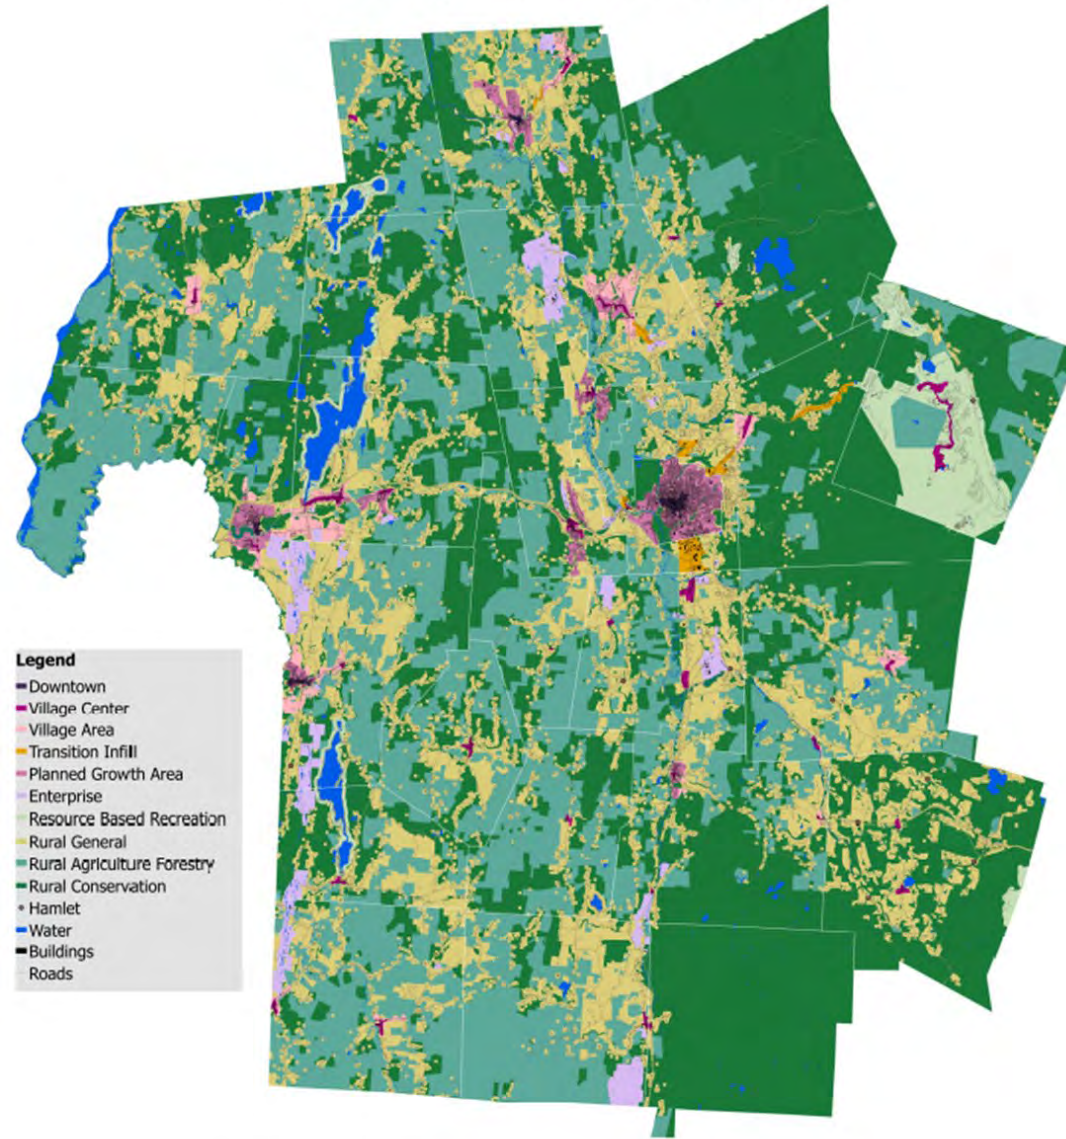 Legend
Downtown
Village Center
Village Area
Transition Infill
Planned Growth Area
Enterprise
Resource Based Recreation
Rural General
Rural Agriculture Forestry
Rural Conservation
Hamlet
Water
Buildings
Roads